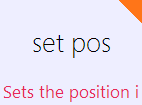 set pos
Sets the position i